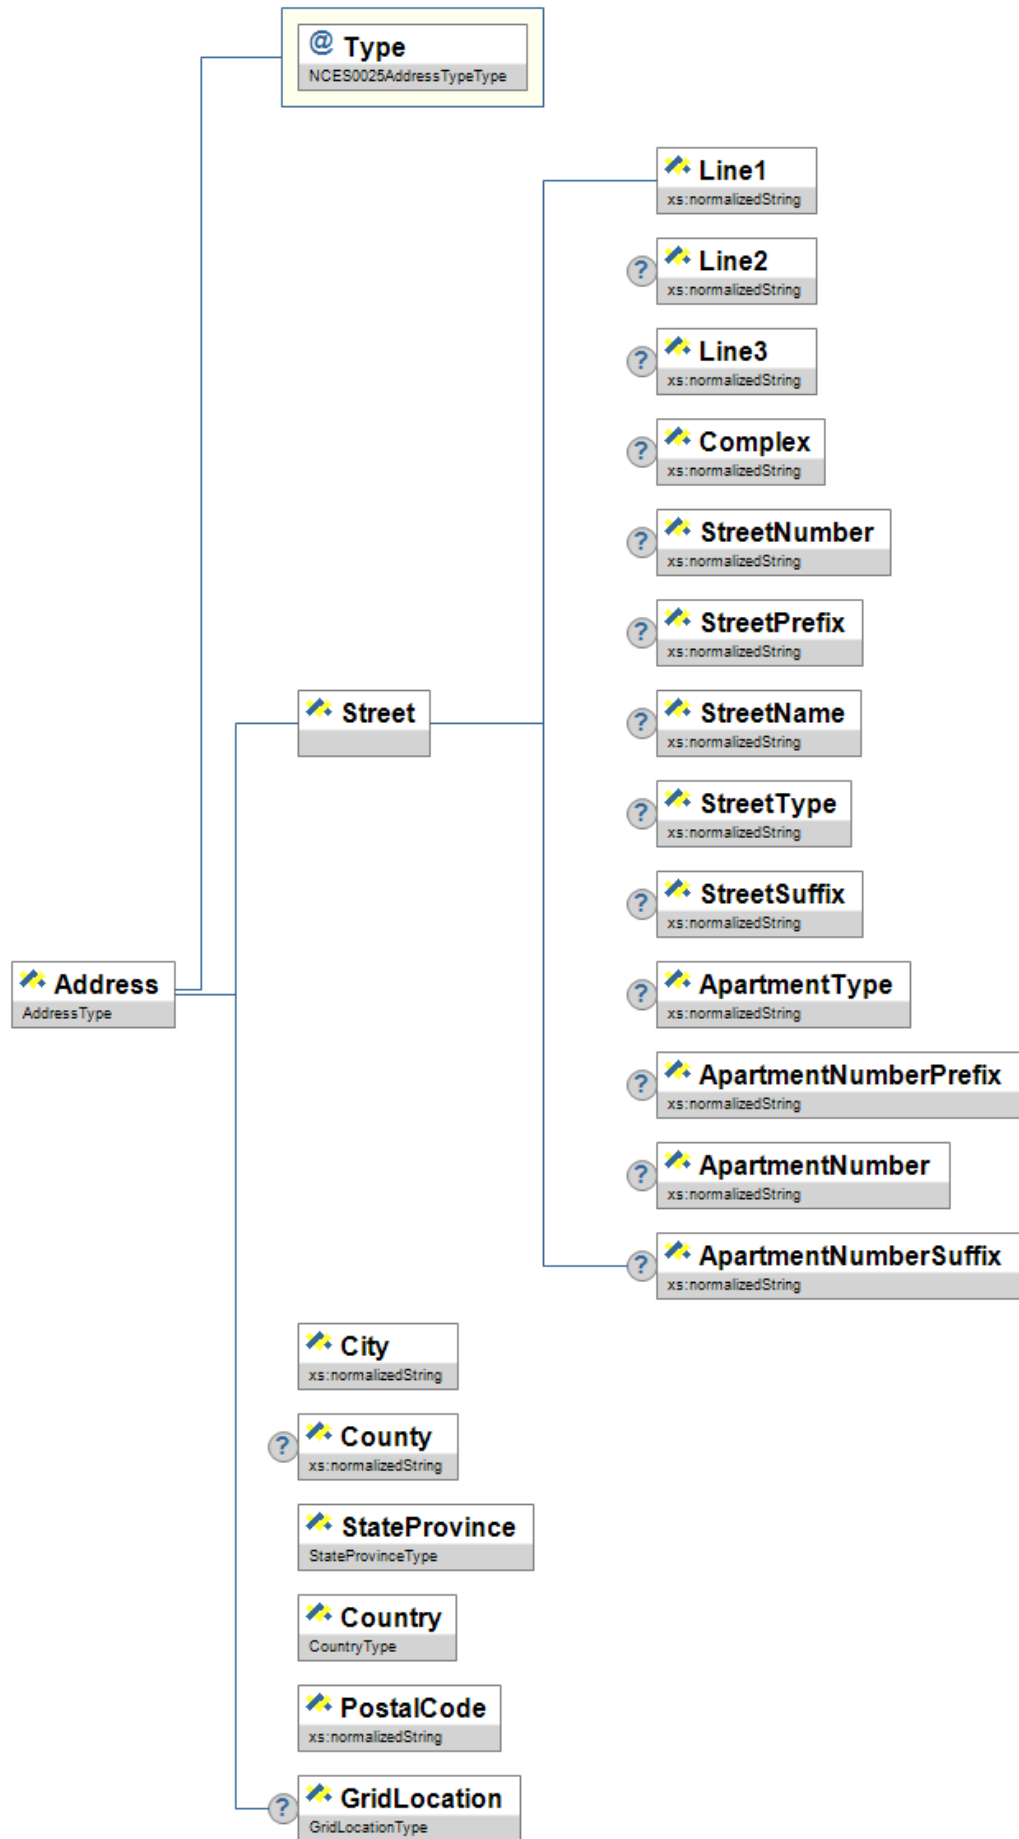 @ Type
NCES0025AddressTypeType
Line1
xs:normalizedString
? Line2
xs:normalizedString
? Line3
xs:normalizedString
? Complex
xs:normalizedString
? StreetNumber
xs:normalizedString
? StreetPrefix
xs:normalizedString
Street
? StreetName
xs:normalizedString
? StreetType
xs:normalizedString
? StreetSuffix
xs:normalizedString
Address
AddressType
? ApartmentType
xs:normalizedString
? ApartmentNumberPrefix
xs:normalizedString
? ApartmentNumber
xs:normalizedString
? ApartmentNumberSuffix
xs:normalizedString
City
xs:normalizedString
? County
xs:normalizedString
StateProvince
StateProvinceType
Country
CountryType
PostalCode
xs:normalizedString
? GridLocation
GridLocationType